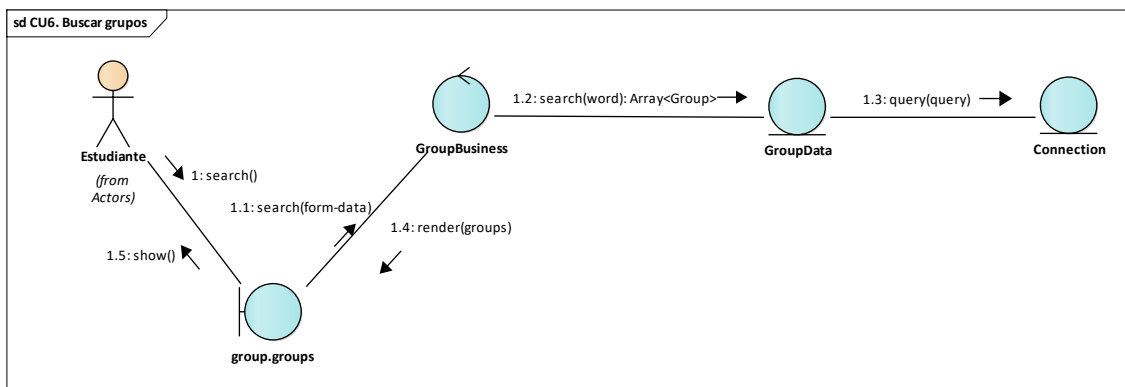 sd CU6. Buscar grupos
Estudiante
(from
Actors)
1: search()
1.5: show()
group.groups
1.1: search(form-data)
1.4: render(groups)
GroupBusiness
1.2: search(word): Array<Group>
GroupData
1.3: query(query)
Connection